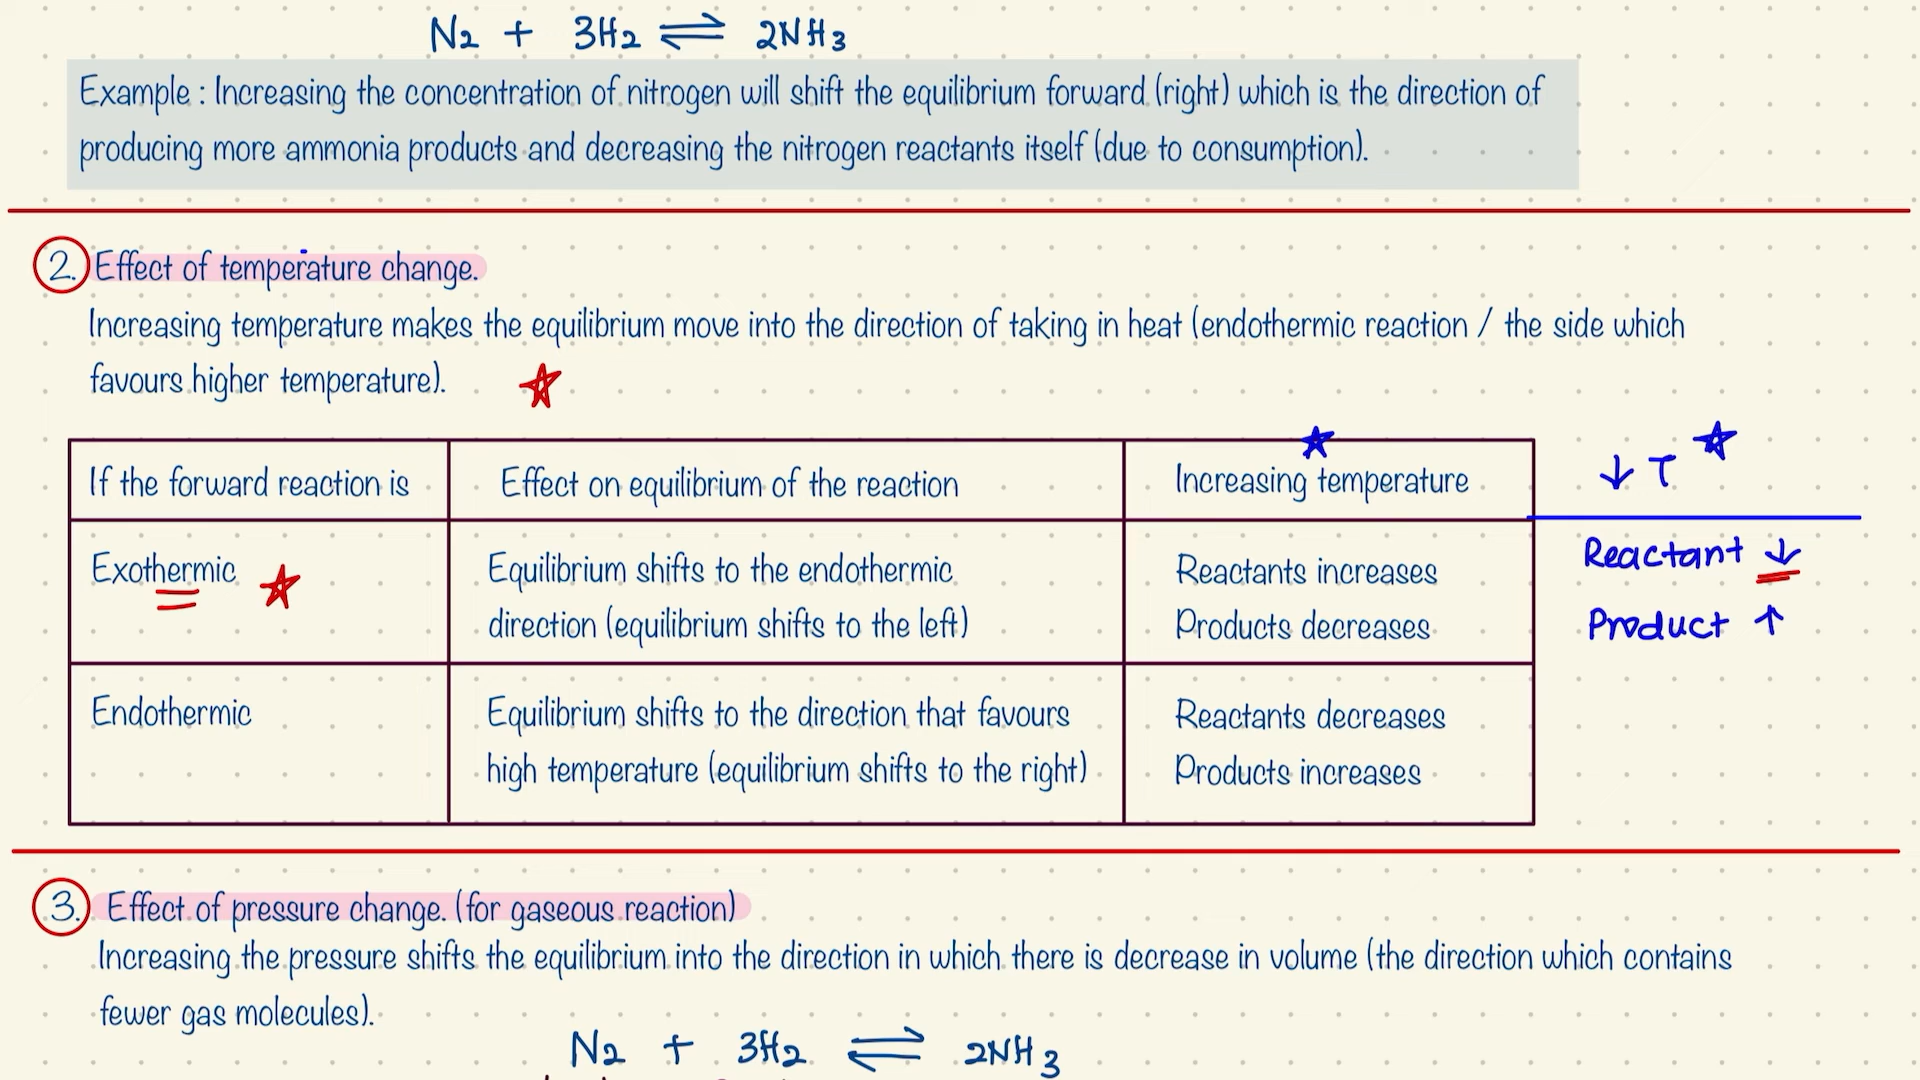 N2 + 3H2 ⇌ 2NH3
Example : Increasing the concentration of nitrogen will shift the equilibrium forward (right) which is the direction of
producing more ammonia products and decreasing the nitrogen reactants itself (due to consumption).
2. Effect of temperature change.
Increasing temperature makes the equilibrium move into the direction of taking in heat (endothermic reaction / the side which
favours higher temperature).
If the forward reaction is
Effect on equilibrium of the reaction
Increasing temperature
↓ T
Exothermic
Equilibrium shifts to the endothermic
direction (equilibrium shifts to the left)
Reactants increases
Products decreases
Reactant ↓
Product ↑
Endothermic
Equilibrium shifts to the direction that favours
high temperature (equilibrium shifts to the right)
Reactants decreases
Products increases
3. Effect of pressure change. (for gaseous reaction)
Increasing the pressure shifts the equilibrium into the direction in which there is decrease in volume (the direction which contains
fewer gas molecules).
N2 + 3H2 ⇌ 2NH3